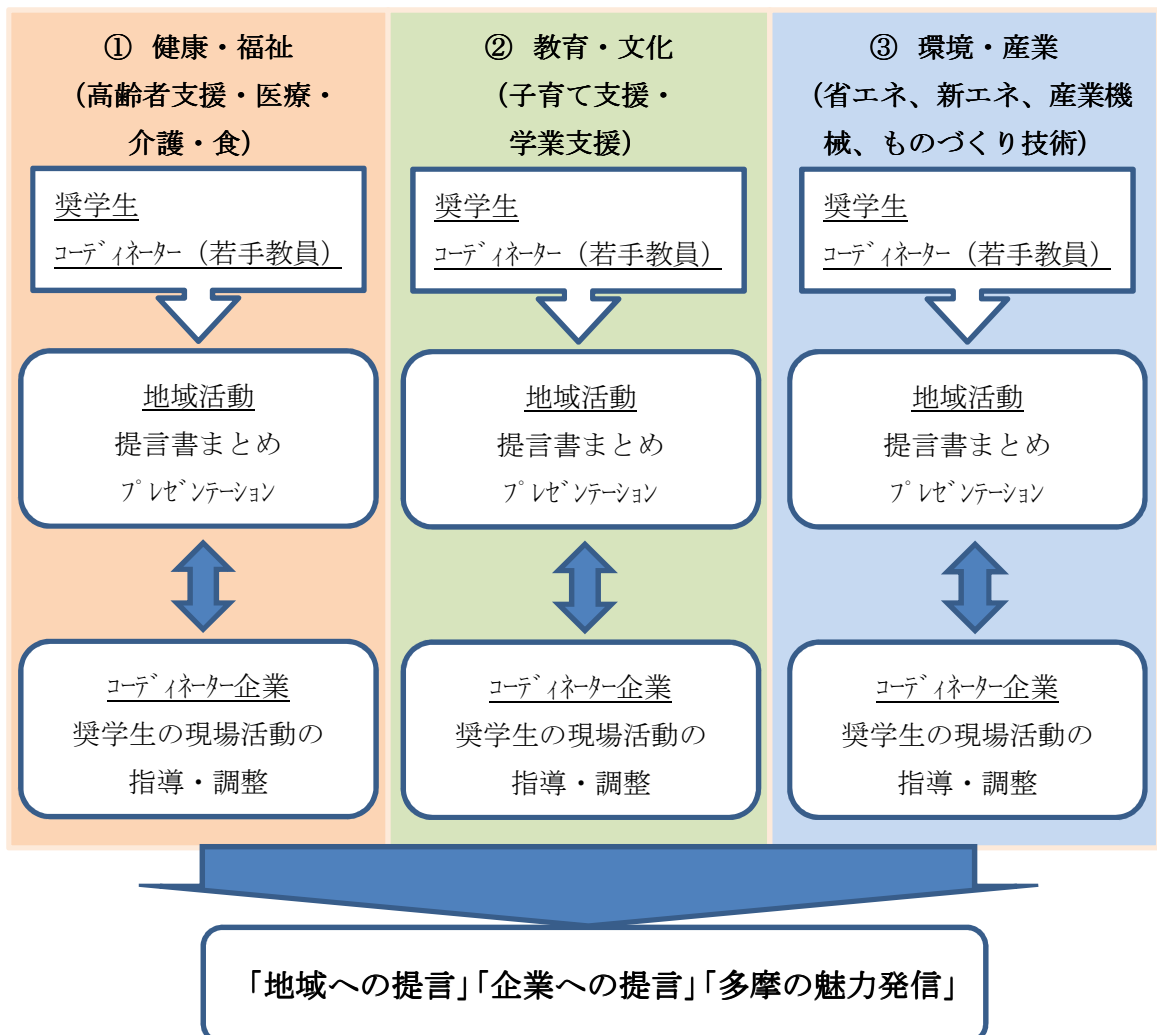 ① 健康・福祉
(高齢者支援・医療・
介護・食)
奨学生
ｺｰﾃﾞｨﾈｰﾀｰ（若手教員）
地域活動
提言書まとめ
ﾌﾟﾚｾﾞﾝﾃｰｼｮﾝ
ｺｰﾃﾞｨﾈｰﾀｰ企業
奨学生の現場活動の
指導・調整
② 教育・文化
(子育て支援・
学業支援)
奨学生
ｺｰﾃﾞｨﾈｰﾀｰ（若手教員）
地域活動
提言書まとめ
ﾌﾟﾚｾﾞﾝﾃｰｼｮﾝ
ｺｰﾃﾞｨﾈｰﾀｰ企業
奨学生の現場活動の
指導・調整
③ 環境・産業
(省エネ、新エネ、産業機
械、ものづくり技術)
奨学生
ｺｰﾃﾞｨﾈｰﾀｰ（若手教員）
地域活動
提言書まとめ
ﾌﾟﾚｾﾞﾝﾃｰｼｮﾝ
ｺｰﾃﾞｨﾈｰﾀｰ企業
奨学生の現場活動の
指導・調整
「地域への提言」「企業への提言」「多摩の魅力発信」